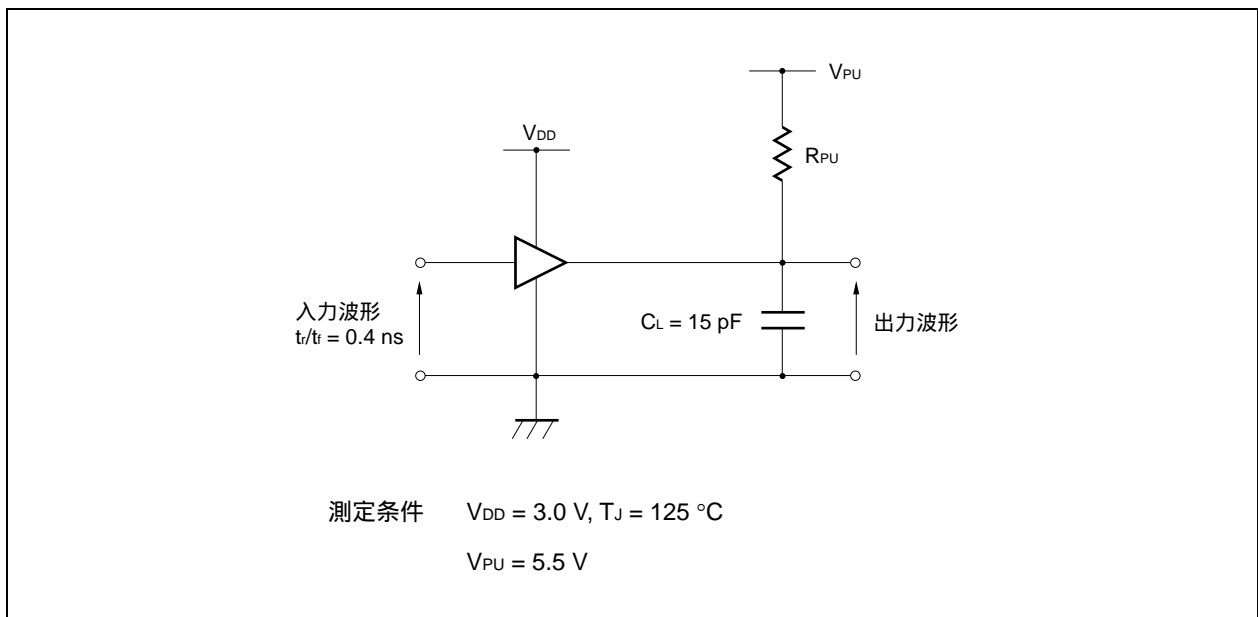 VPU
VDD
RPU
入力波形
tr/tf = 0.4 ns
CL = 15 pF
出力波形
測定条件 VDD = 3.0 V, TJ = 125 °C
VPU = 5.5 V